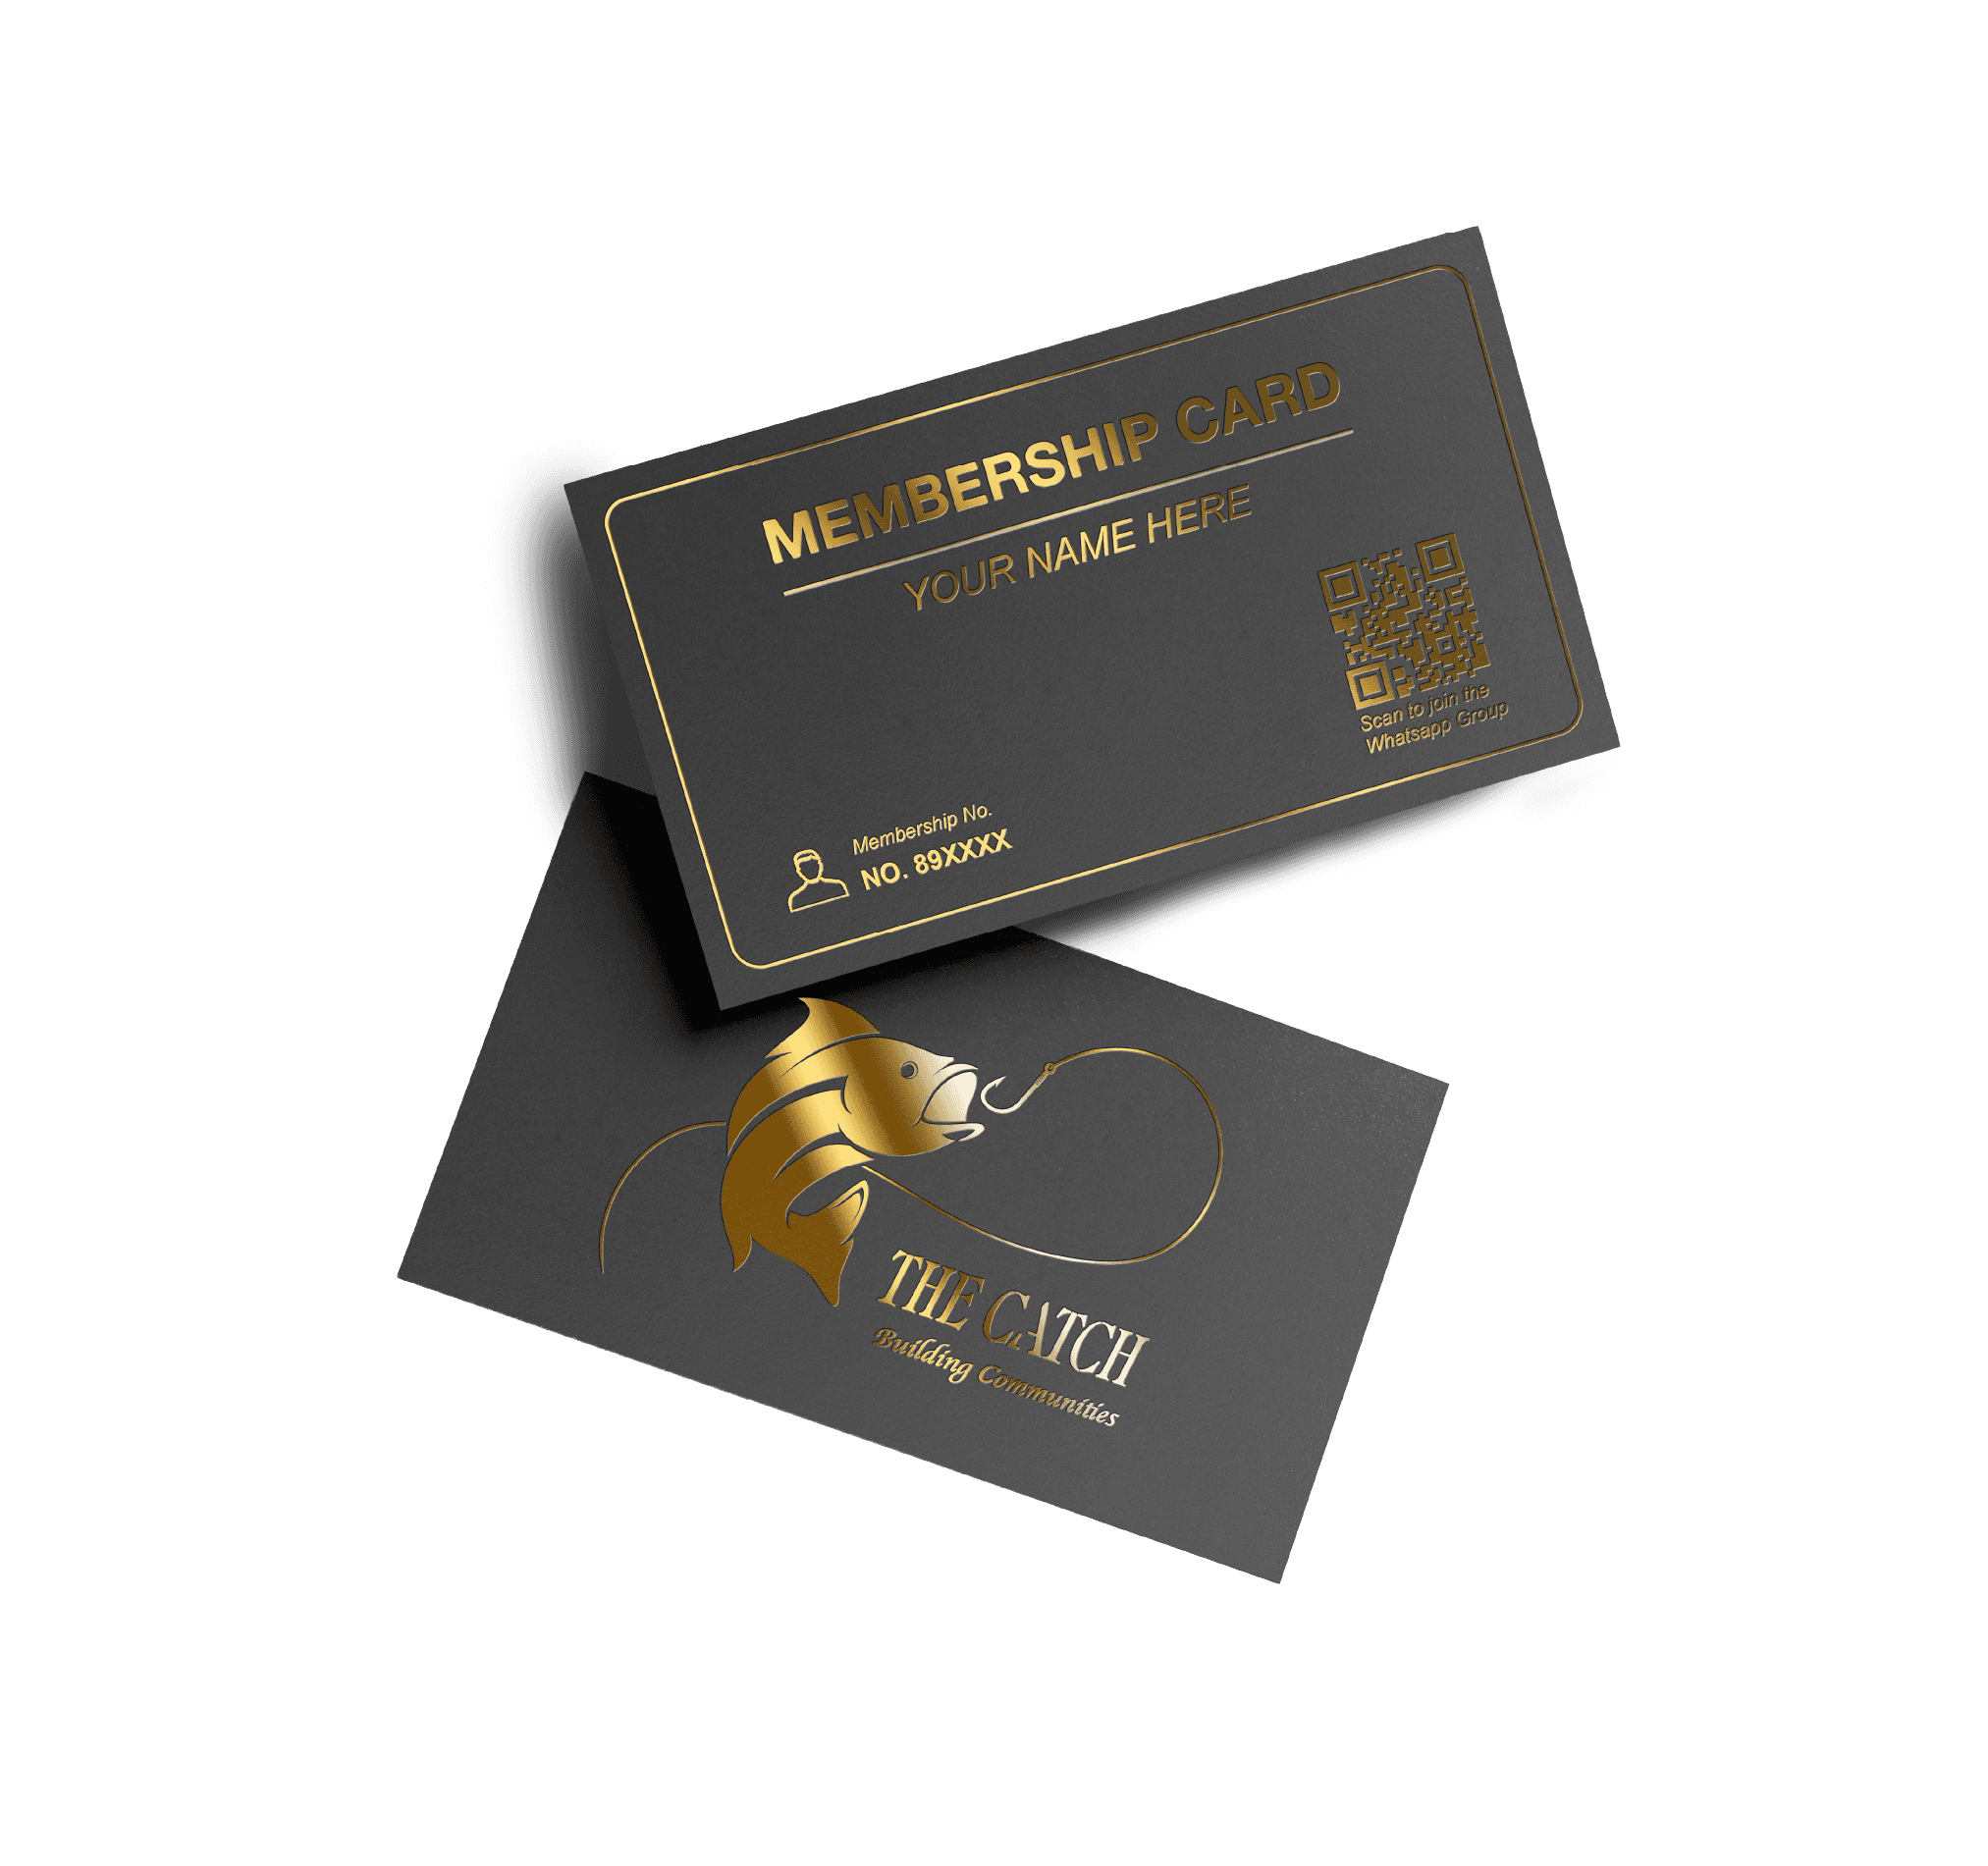 MEMBERSHIP CARD
YOUR NAME HERE
Scan to join the
Whatsapp Group
Membership No.
NO. 89XXXX
THE CATCH
Building Communities